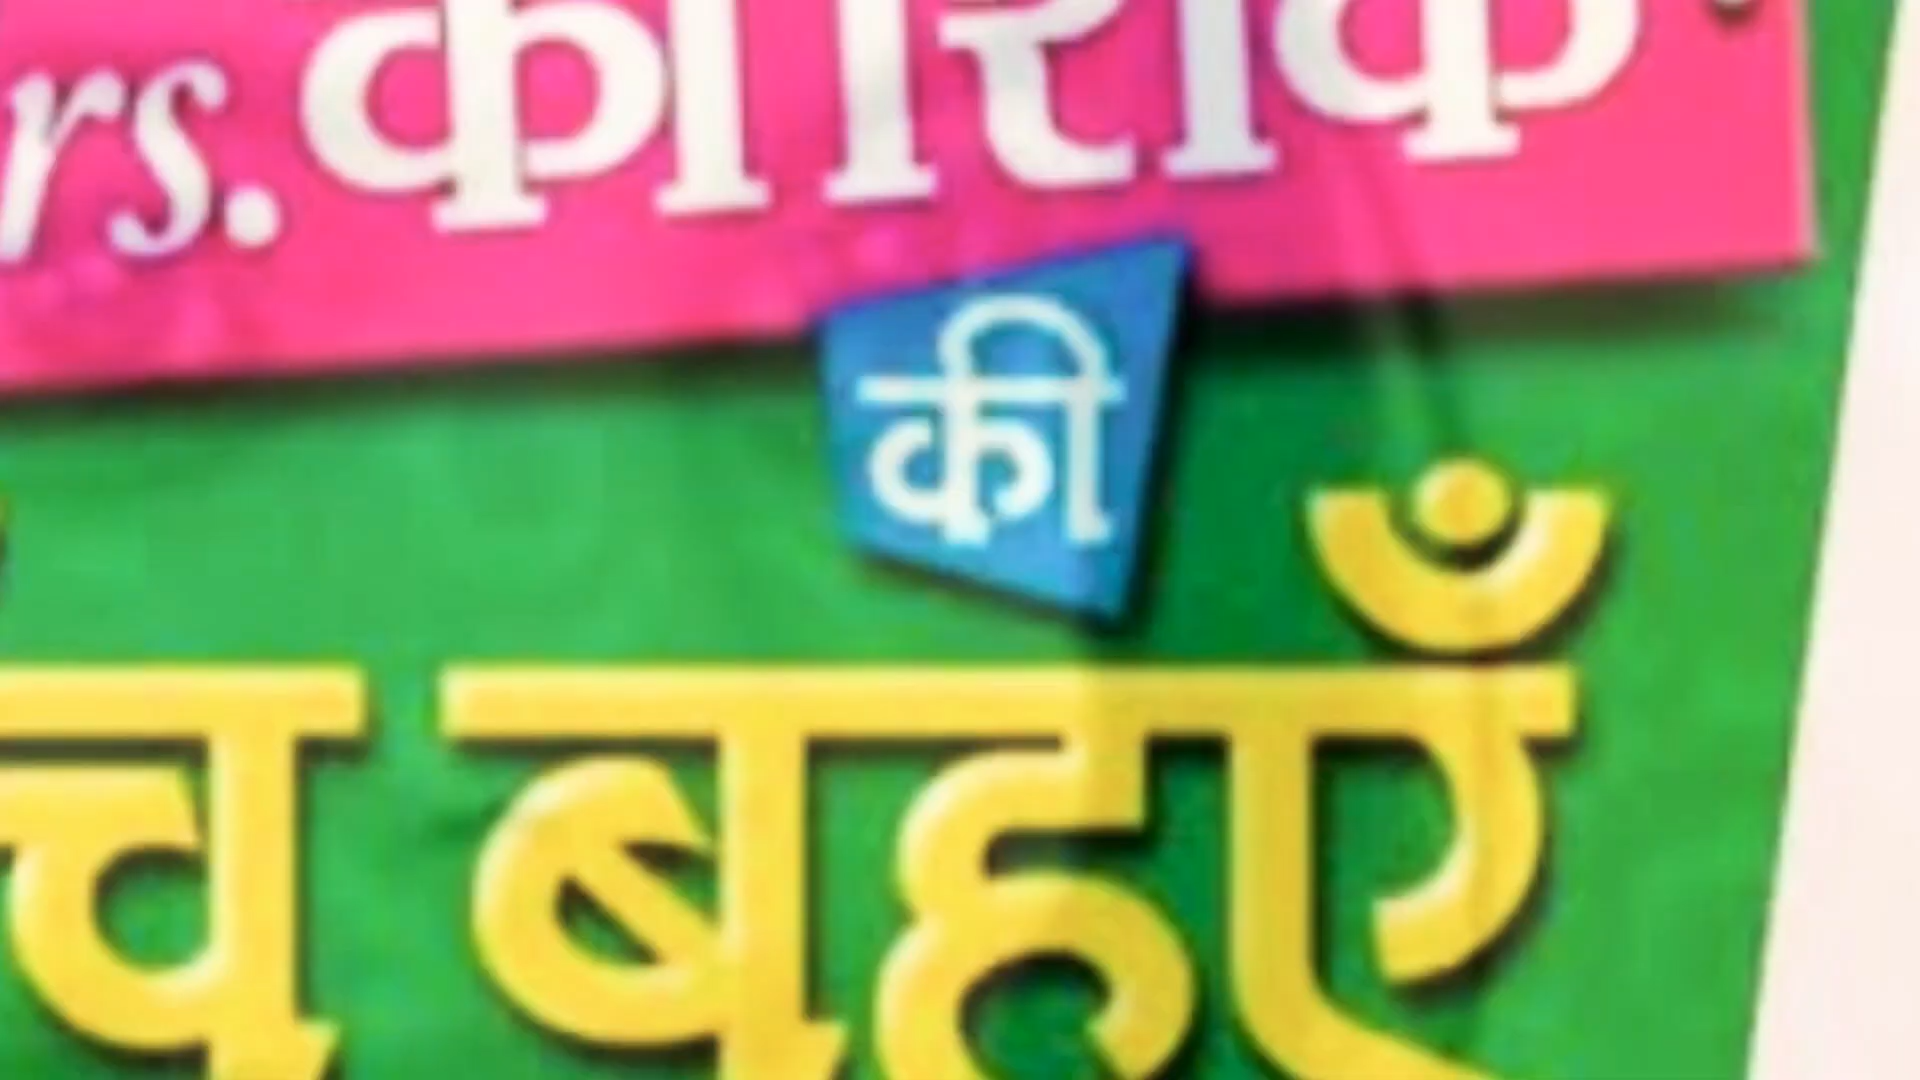 rs. कौशिक
की
च बहुएँ